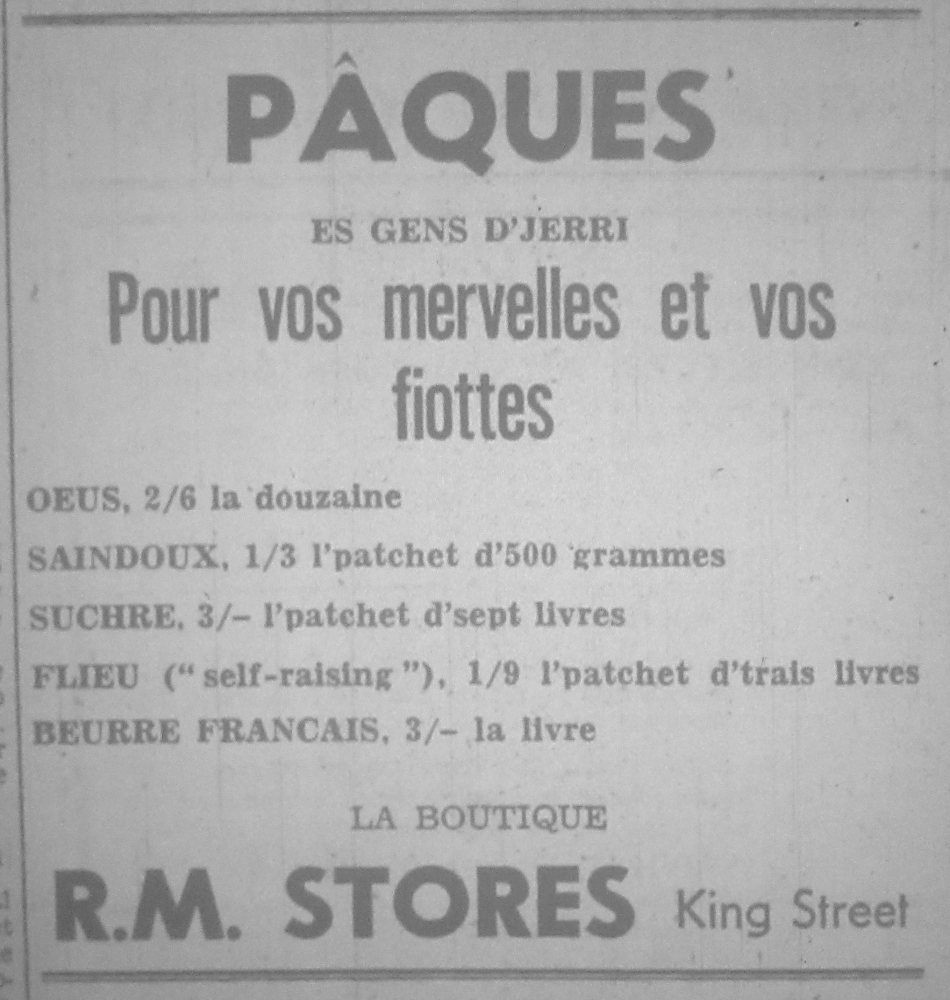 PÂQUES
ES GENS D'JERRI
Pour vos mervelles et vos
fiottes
OEUS, 2/6 la douzaine
SAINDOUX, 1/3 l'patchet d'500 grammes
SUCHRE, 3/– l'patchet d'sept livres
FLIEU (“self-raising”), 1/9 l'patchet d'trais livres
BEURRE FRANCAIS, 3/– la livre
LA BOUTIQUE
R.M. STORES King Street